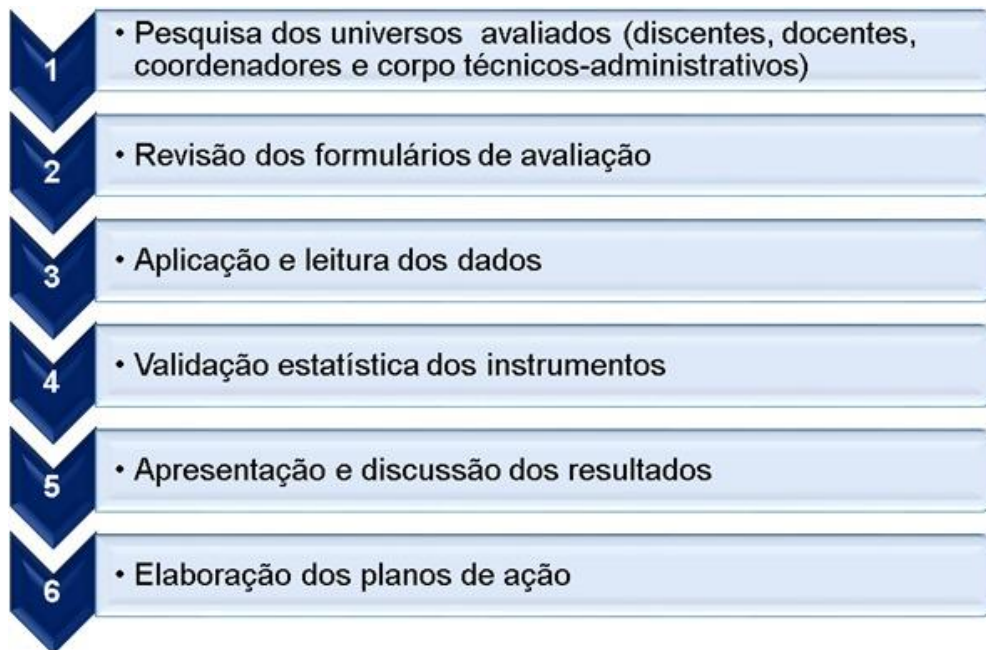 1
• Pesquisa dos universos avaliados (discentes, docentes,
coordenadores e corpo técnicos-administrativos)
2
• Revisão dos formulários de avaliação
3
• Aplicação e leitura dos dados
4
• Validação estatística dos instrumentos
5
• Apresentação e discussão dos resultados
6
• Elaboração dos planos de ação